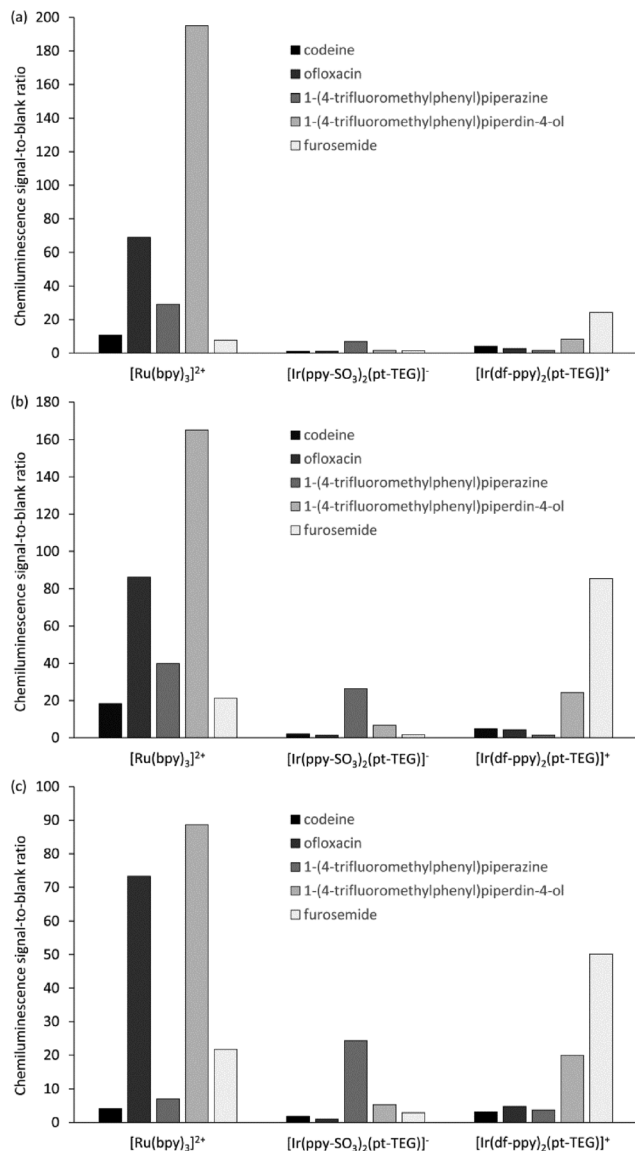 (a)
Chemiluminescence signal-to-blank ratio
200
180
160
140
120
100
80
60
40
20
0
codeine
ofloxacin
1-(4-trifluoromethylphenyl)piperazine
1-(4-trifluoromethylphenyl)piperdin-4-ol
furosemide
[Ru(bpy)₃]²⁺ [Ir(ppy-SO₃)₂(pt-TEG)]⁻ [Ir(df-ppy)₂(pt-TEG)]⁺
(b)
Chemiluminescence signal-to-blank ratio
180
160
140
120
100
80
60
40
20
0
codeine
ofloxacin
1-(4-trifluoromethylphenyl)piperazine
1-(4-trifluoromethylphenyl)piperdin-4-ol
furosemide
[Ru(bpy)₃]²⁺ [Ir(ppy-SO₃)₂(pt-TEG)]⁻ [Ir(df-ppy)₂(pt-TEG)]⁺
(c)
Chemiluminescence signal-to-blank ratio
100
90
80
70
60
50
40
30
20
10
0
codeine
ofloxacin
1-(4-trifluoromethylphenyl)piperazine
1-(4-trifluoromethylphenyl)piperdin-4-ol
furosemide
[Ru(bpy)₃]²⁺ [Ir(ppy-SO₃)₂(pt-TEG)]⁻ [Ir(df-ppy)₂(pt-TEG)]⁺